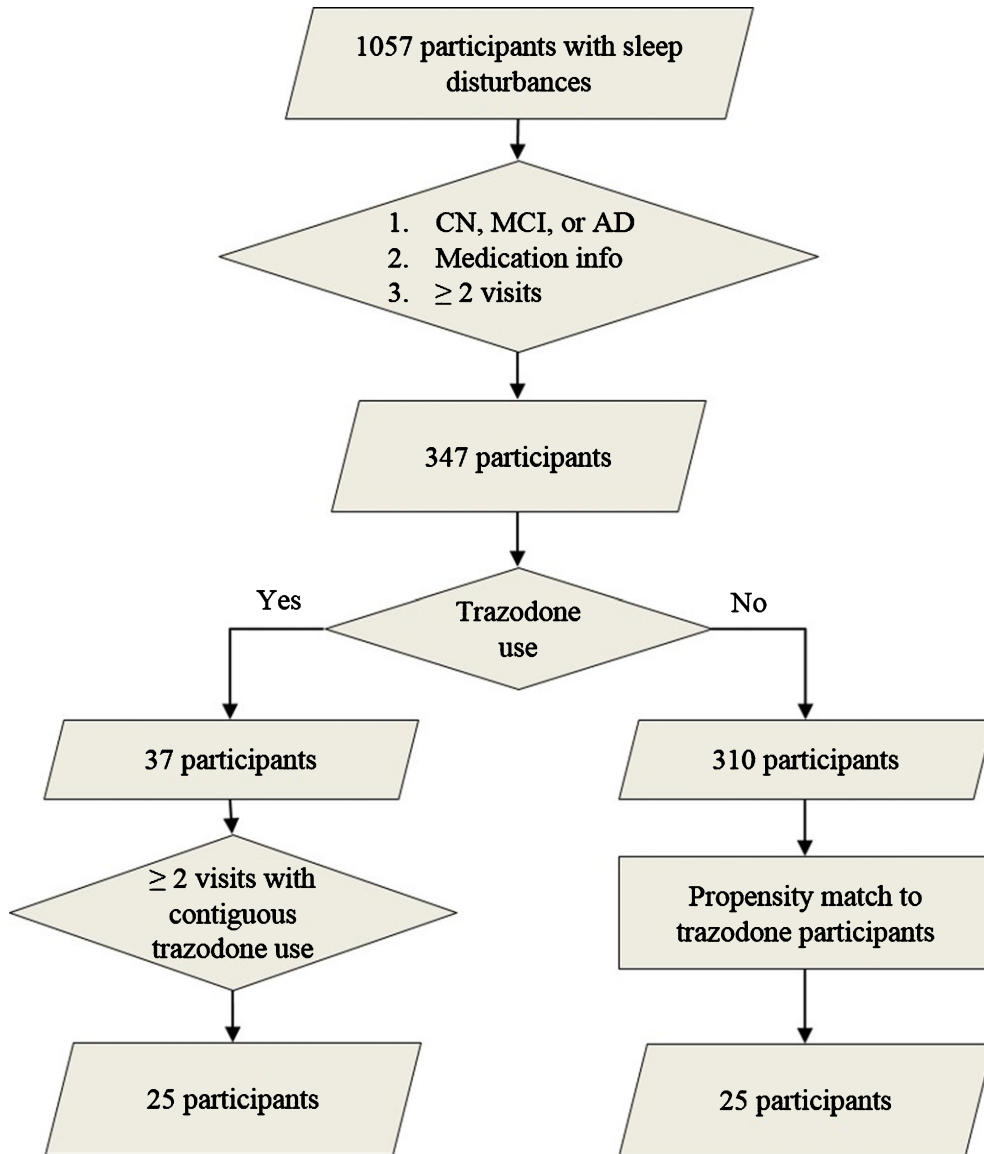 1057 participants with sleep
disturbances
1. CN, MCI, or AD
2. Medication info
3. ≥ 2 visits
347 participants
Yes
Trazodone
use
No
37 participants
310 participants
≥ 2 visits with
contiguous
trazodone use
Propensity match to
trazodone participants
25 participants
25 participants